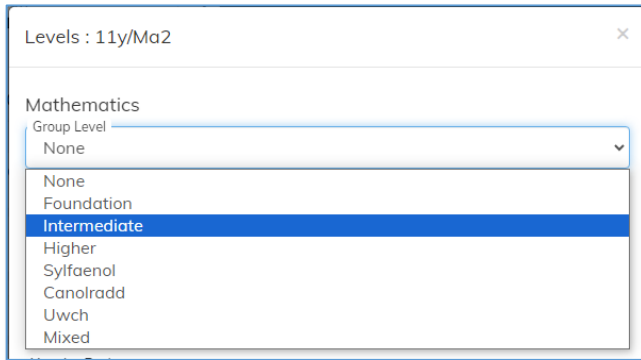 Levels : 11y/Ma2 ×
Mathematics
Group Level
None
None
Foundation
Intermediate
Higher
Sylfaenol
Canolradd
Uwch
Mixed